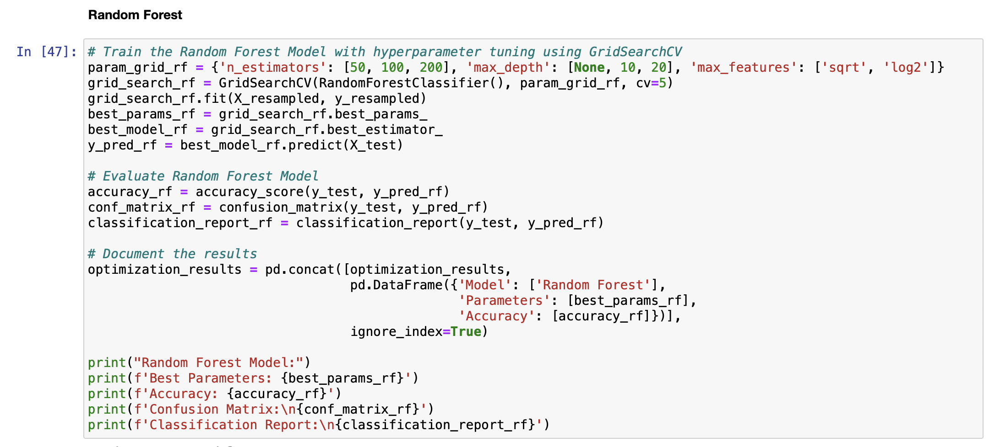 Random Forest
In [47]:
# Train the Random Forest Model with hyperparameter tuning using GridSearchCV
param_grid_rf = {'n_estimators': [50, 100, 200], 'max_depth': [None, 10, 20], 'max_features': ['sqrt', 'log2']}
grid_search_rf = GridSearchCV(RandomForestClassifier(), param_grid_rf, cv=5)
grid_search_rf.fit(X_resampled, y_resampled)
best_params_rf = grid_search_rf.best_params_
best_model_rf = grid_search_rf.best_estimator_
y_pred_rf = best_model_rf.predict(X_test)

# Evaluate Random Forest Model
accuracy_rf = accuracy_score(y_test, y_pred_rf)
conf_matrix_rf = confusion_matrix(y_test, y_pred_rf)
classification_report_rf = classification_report(y_test, y_pred_rf)

# Document the results
optimization_results = pd.concat([optimization_results,
                                  pd.DataFrame({'Model': ['Random Forest'],
                                                'Parameters': [best_params_rf],
                                                'Accuracy': [accuracy_rf]})],
                                  ignore_index=True)

print("Random Forest Model:")
print(f'Best Parameters: {best_params_rf}')
print(f'Accuracy: {accuracy_rf}')
print(f'Confusion Matrix:\n{conf_matrix_rf}')
print(f'Classification Report:\n{classification_report_rf}')